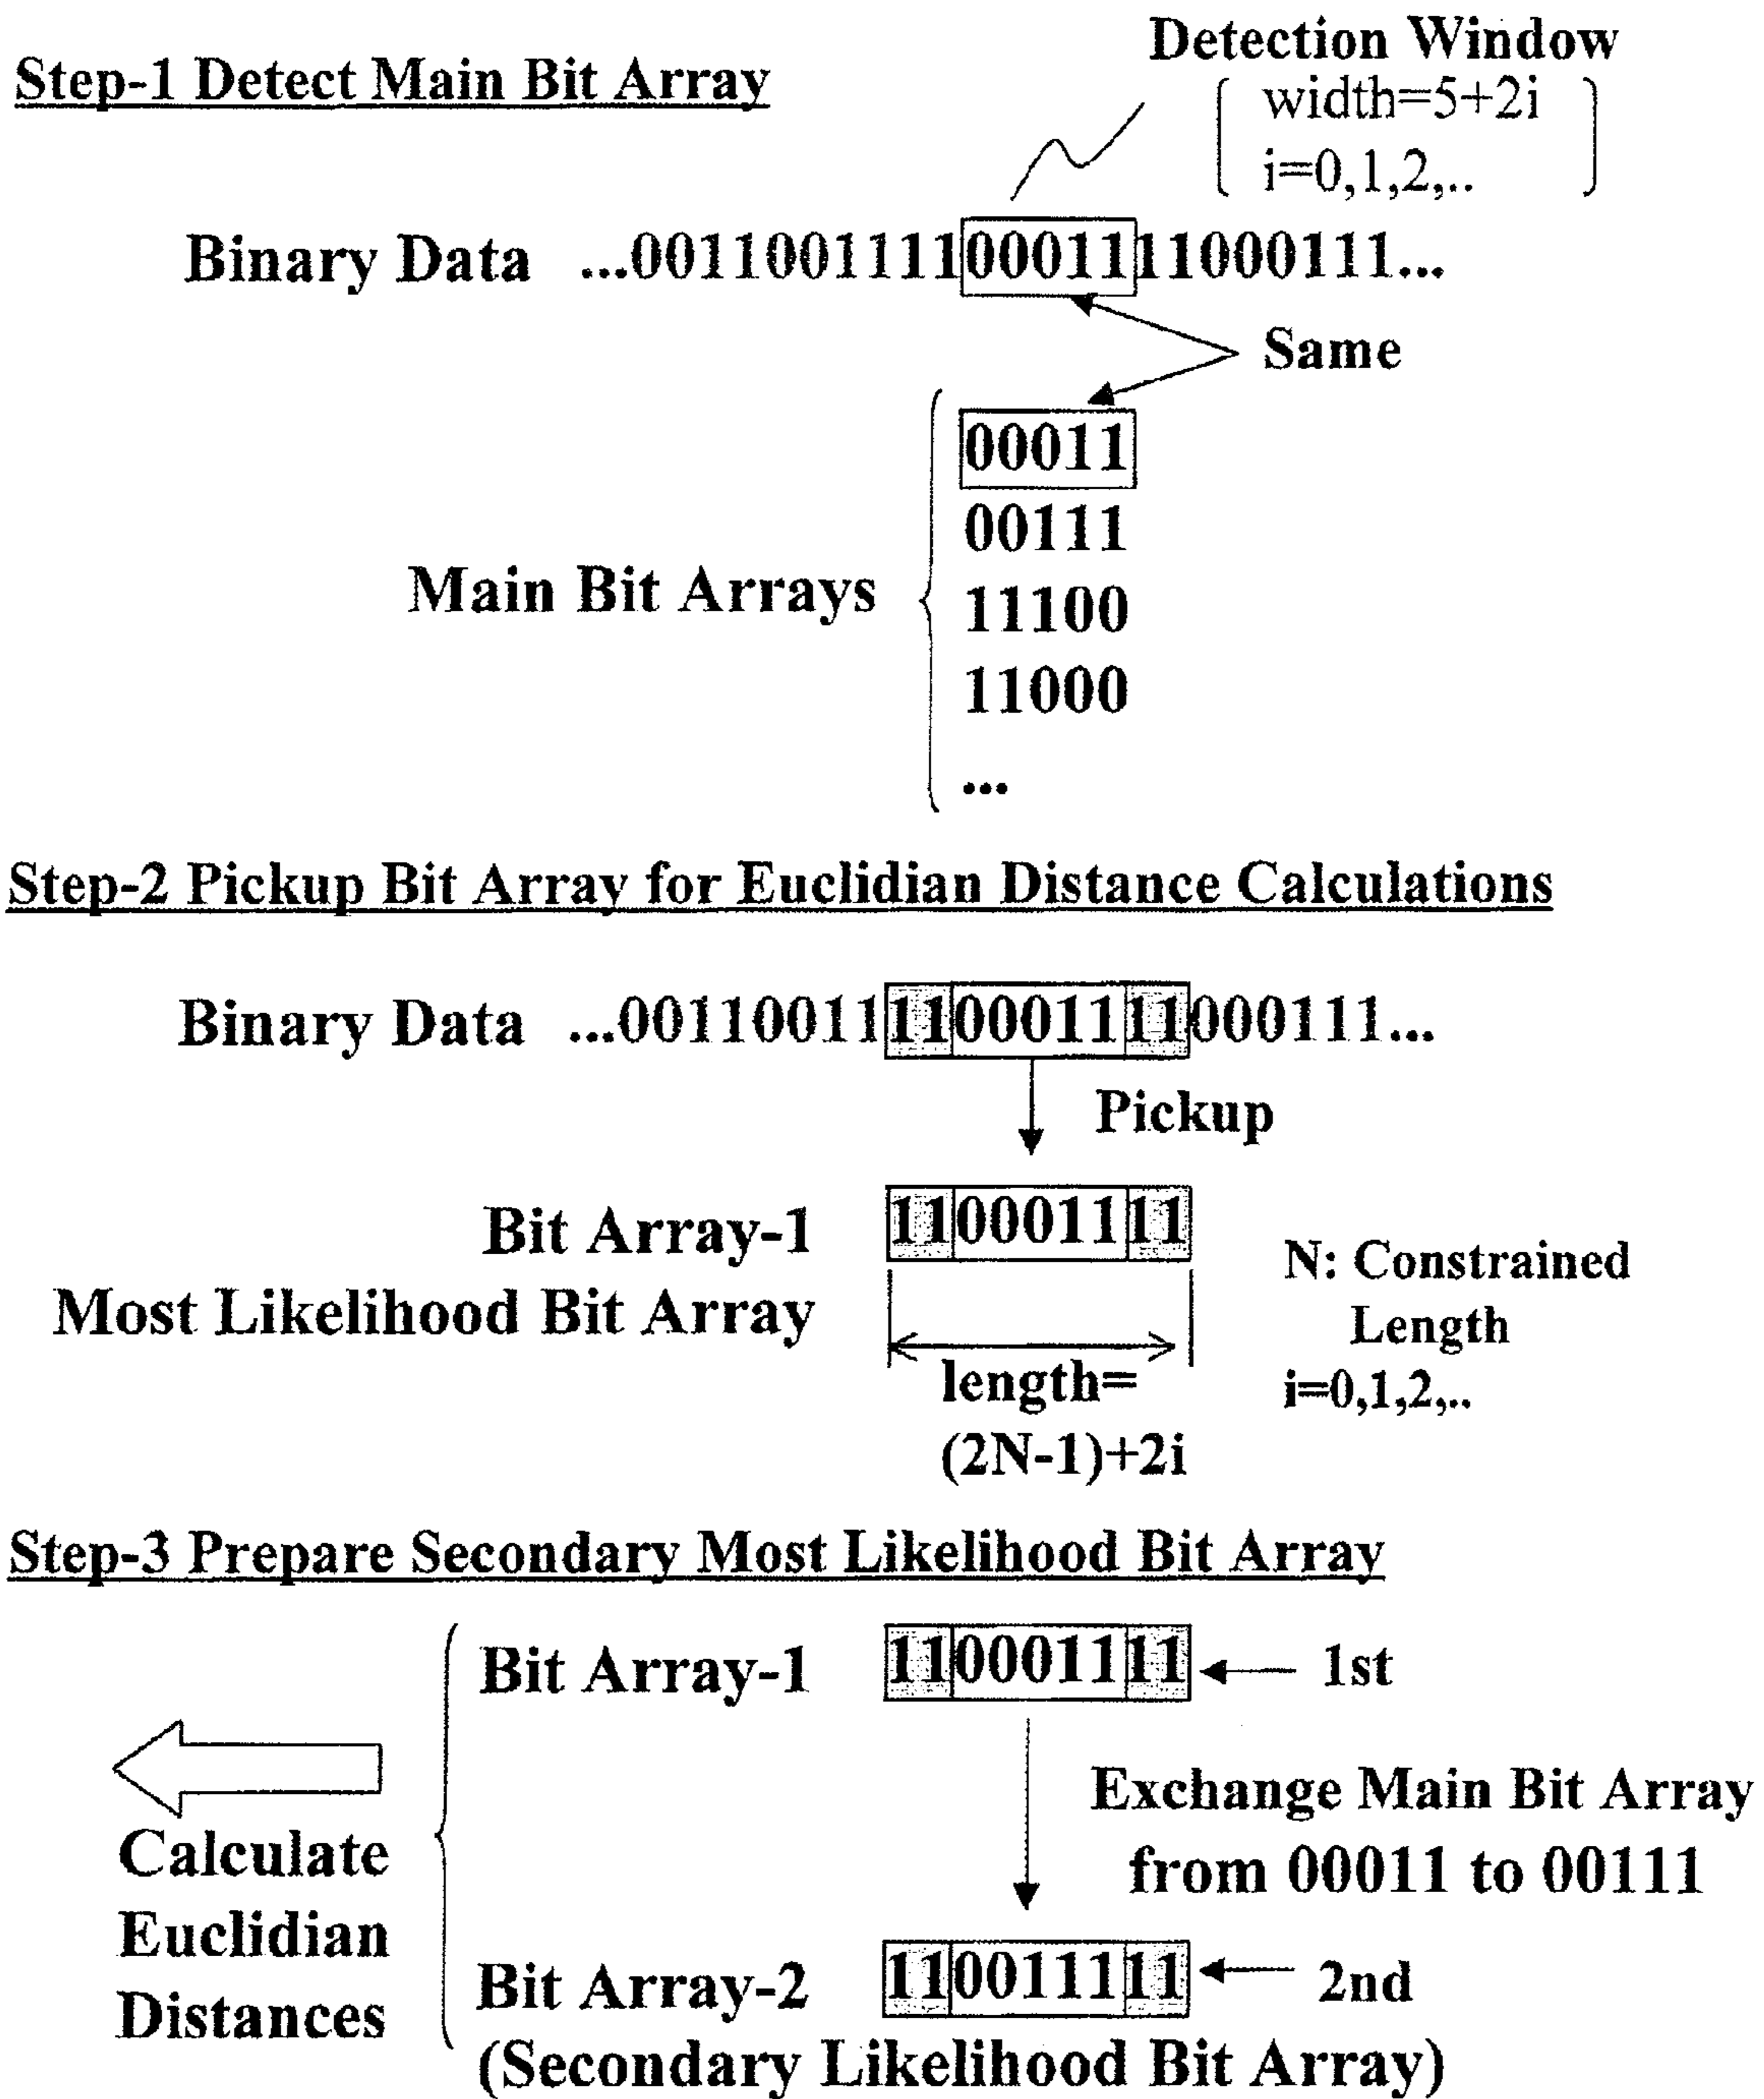 Step-1 Detect Main Bit Array
Detection Window
width=5+2i
i=0,1,2,..
Binary Data ...00110011110001111000111...
Same
00011
00111
Main Bit Arrays
11100
11000
...
Step-2 Pickup Bit Array for Euclidian Distance Calculations
Binary Data ...00110011110001111000111...
Pickup
Bit Array-1 110001111
Most Likelihood Bit Array
N: Constrained
Length
i=0,1,2,..
length=
(2N-1)+2i
Step-3 Prepare Secondary Most Likelihood Bit Array
Bit Array-1 110001111 1st
Exchange Main Bit Array
from 00011 to 00111
Calculate
Euclidian
Distances
Bit Array-2 110011111 2nd
(Secondary Likelihood Bit Array)